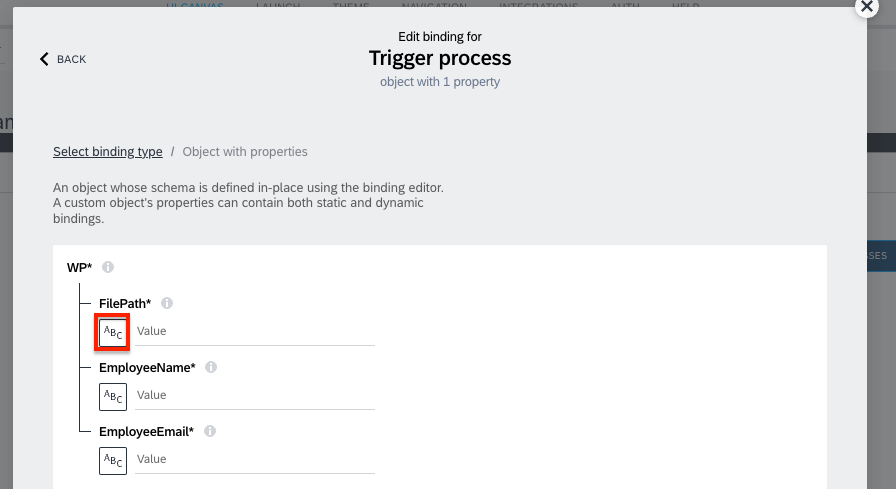 UI CANVAS LAUNCH THEME NAVIGATION INTEGRATIONS AUTH HELP
Edit binding for
BACK
Trigger process
object with 1 property
Select binding type / Object with properties
An object whose schema is defined in-place using the binding editor.
A custom object's properties can contain both static and dynamic
bindings.
SSES
WP*
FilePath*
ABC Value
EmployeeName*
ABC Value
EmployeeEmail*
ABC Value